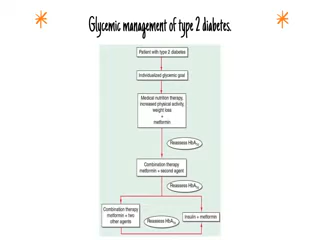 Glycemic management of type 2 diabetes.
Patient with type 2 diabetes
Individualized glycemic goal
Medical nutrition therapy,
increased physical activity,
weight loss
+
metformin
Reassess HbA1c
Combination therapy
metformin + second agent
Reassess HbA1c
Combination therapy
metformin + two
other agents
Reassess HbA1c
Insulin + metformin